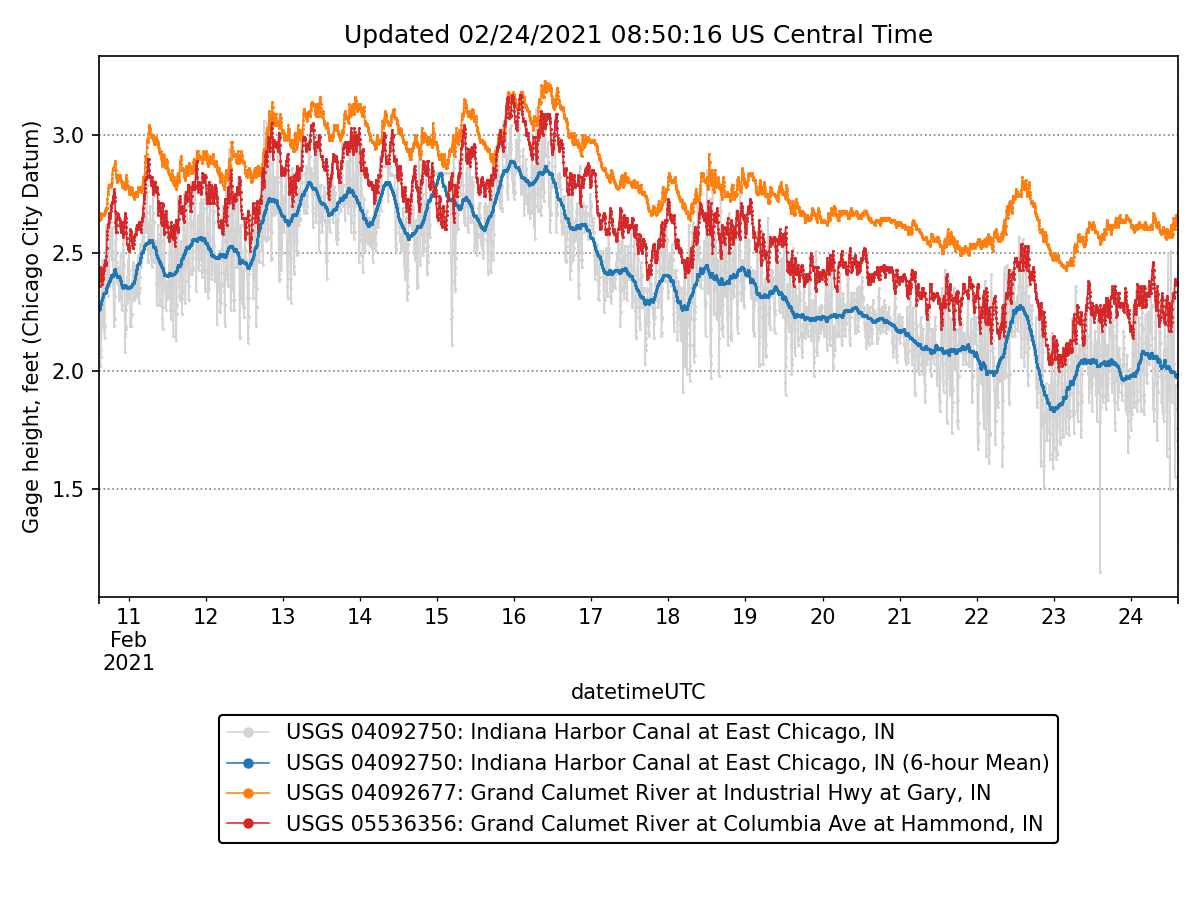 Updated 02/24/2021 08:50:16 US Central Time
Gage height, feet (Chicago City Datum)
3.0
2.5
2.0
1.5
11 12 13 14 15 16 17 18 19 20 21 22 23 24
Feb
2021
datetimeUTC
USGS 04092750: Indiana Harbor Canal at East Chicago, IN
USGS 04092750: Indiana Harbor Canal at East Chicago, IN (6-hour Mean)
USGS 04092677: Grand Calumet River at Industrial Hwy at Gary, IN
USGS 05536356: Grand Calumet River at Columbia Ave at Hammond, IN